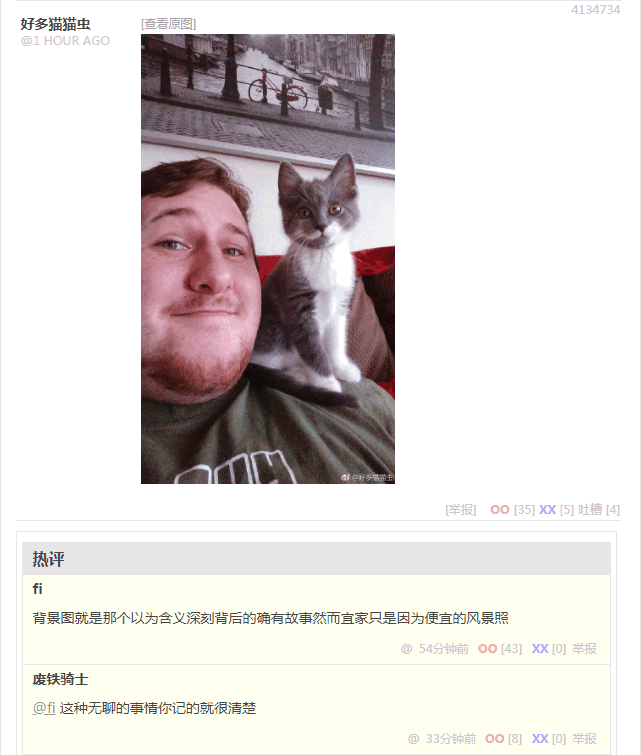 4134734
好多猫猫虫
@1 HOUR AGO
[查看原图]
@好多猫猫虫
[举报] OO [35] XX [5] 吐槽 [4]
热评
fi
背景图就是那个以为含义深刻背后的确有故事然而宜家只是因为便宜的风景照
@ 54分钟前 OO [43] XX [0] 举报
废铁骑士
@fi 这种无聊的事情你记的就很清楚
@ 33分钟前 OO [8] XX [0] 举报